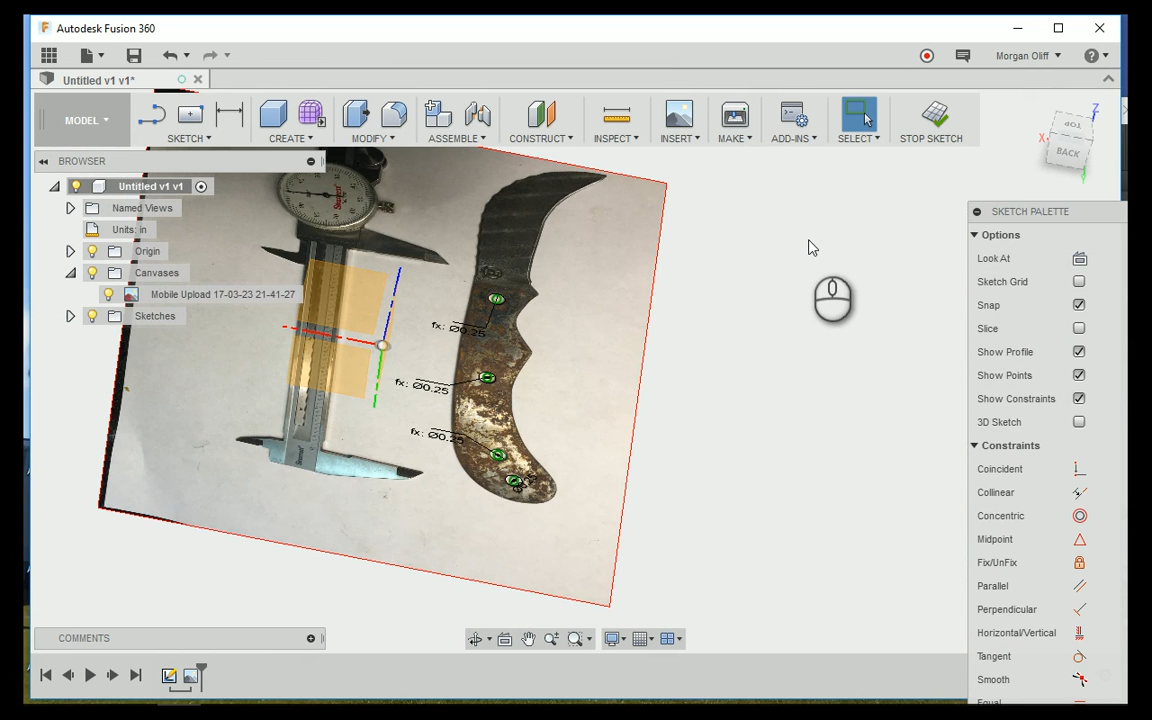 Autodesk Fusion 360
Morgan Oliff
Untitled v1 v1*
MODEL
SKETCH
CREATE
MODIFY
ASSEMBLE
CONSTRUCT
INSPECT
INSERT
MAKE
ADD-INS
SELECT
STOP SKETCH
TOP
BACK
X
Z
Y
BROWSER
Untitled v1 v1
Named Views
Units: in
Origin
Canvases
Mobile Upload 17-03-23 21-41-27
Sketches
fx: Ø0.25
fx: Ø0.25
fx: Ø0.25
SKETCH PALETTE
Options
Look At
Sketch Grid
Snap
Slice
Show Profile
Show Points
Show Constraints
3D Sketch
Constraints
Coincident
Collinear
Concentric
Midpoint
Fix/UnFix
Parallel
Perpendicular
Horizontal/Vertical
Tangent
Smooth
Equal
COMMENTS